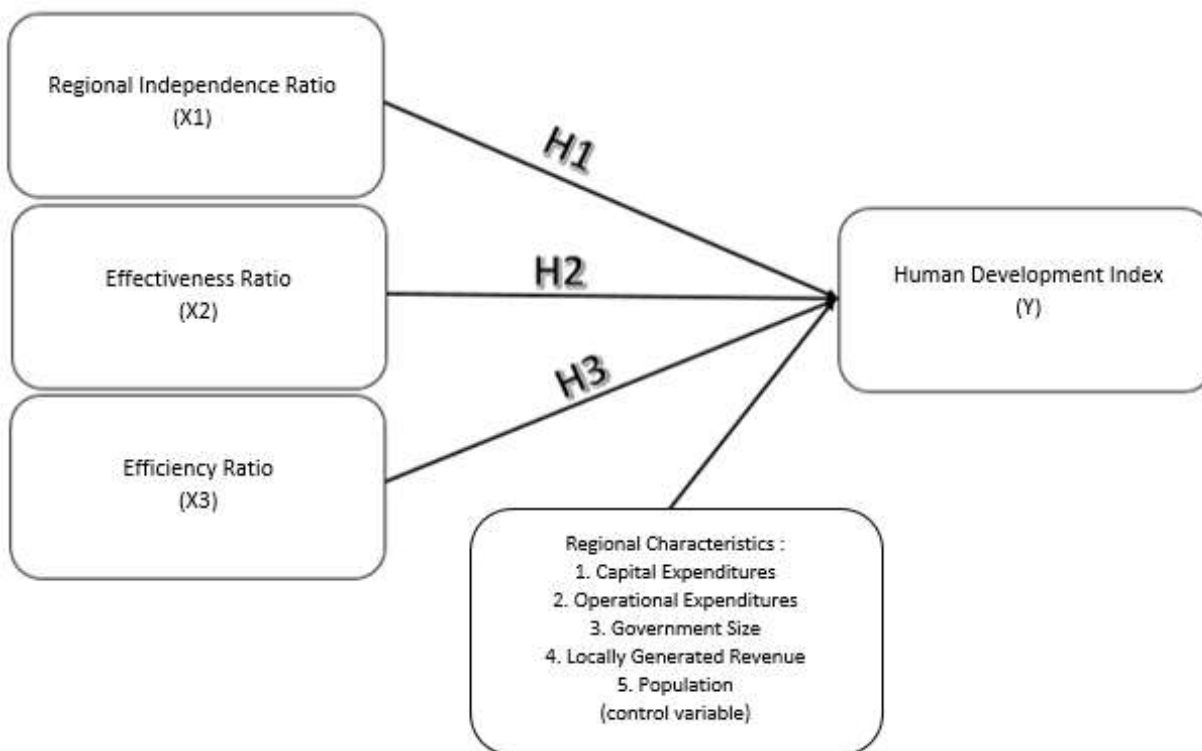 Regional Independence Ratio
(X1)
H1
Effectiveness Ratio
(X2)
H2
Human Development Index
(Y)
Efficiency Ratio
(X3)
H3
Regional Characteristics :
1. Capital Expenditures
2. Operational Expenditures
3. Government Size
4. Locally Generated Revenue
5. Population
(control variable)